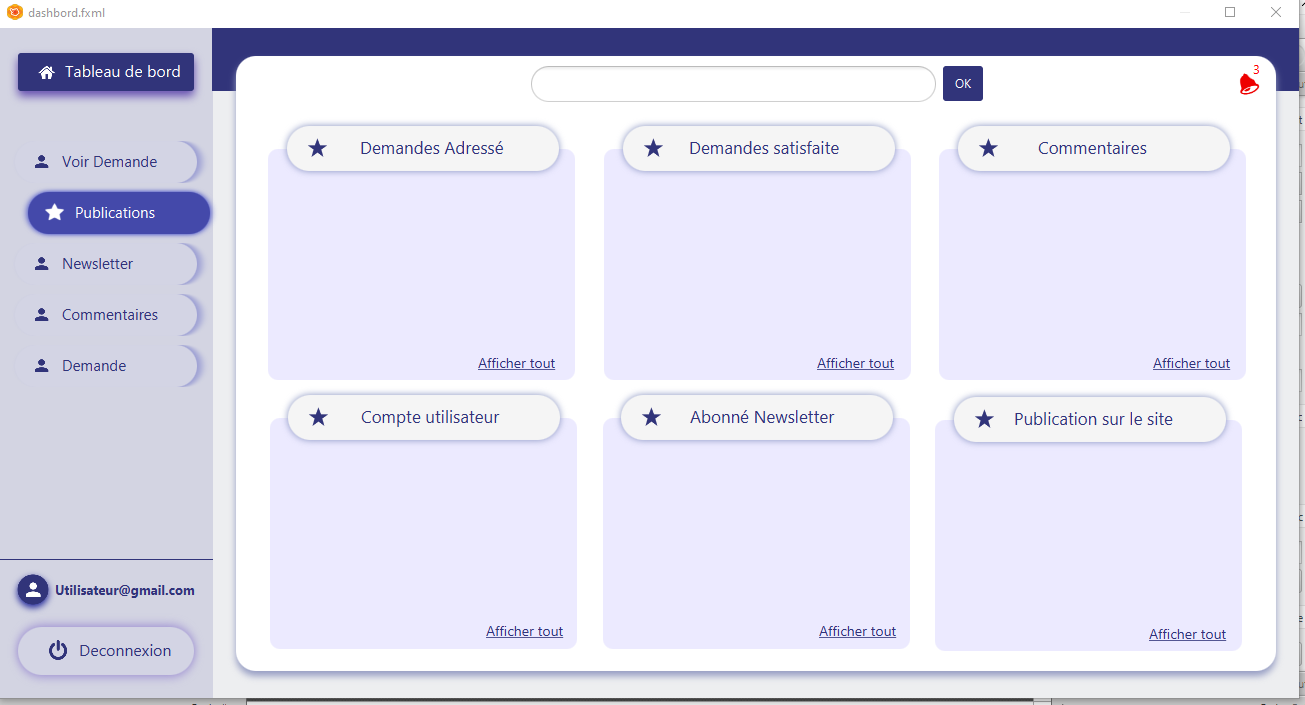 dashbord.fxml
Tableau de bord
Voir Demande
Publications
Newsletter
Commentaires
Demande
Utilisateur@gmail.com
Deconnexion
OK
3
Demandes Adressé
Demandes satisfaite
Commentaires
Afficher tout
Afficher tout
Afficher tout
Compte utilisateur
Abonné Newsletter
Publication sur le site
Afficher tout
Afficher tout
Afficher tout